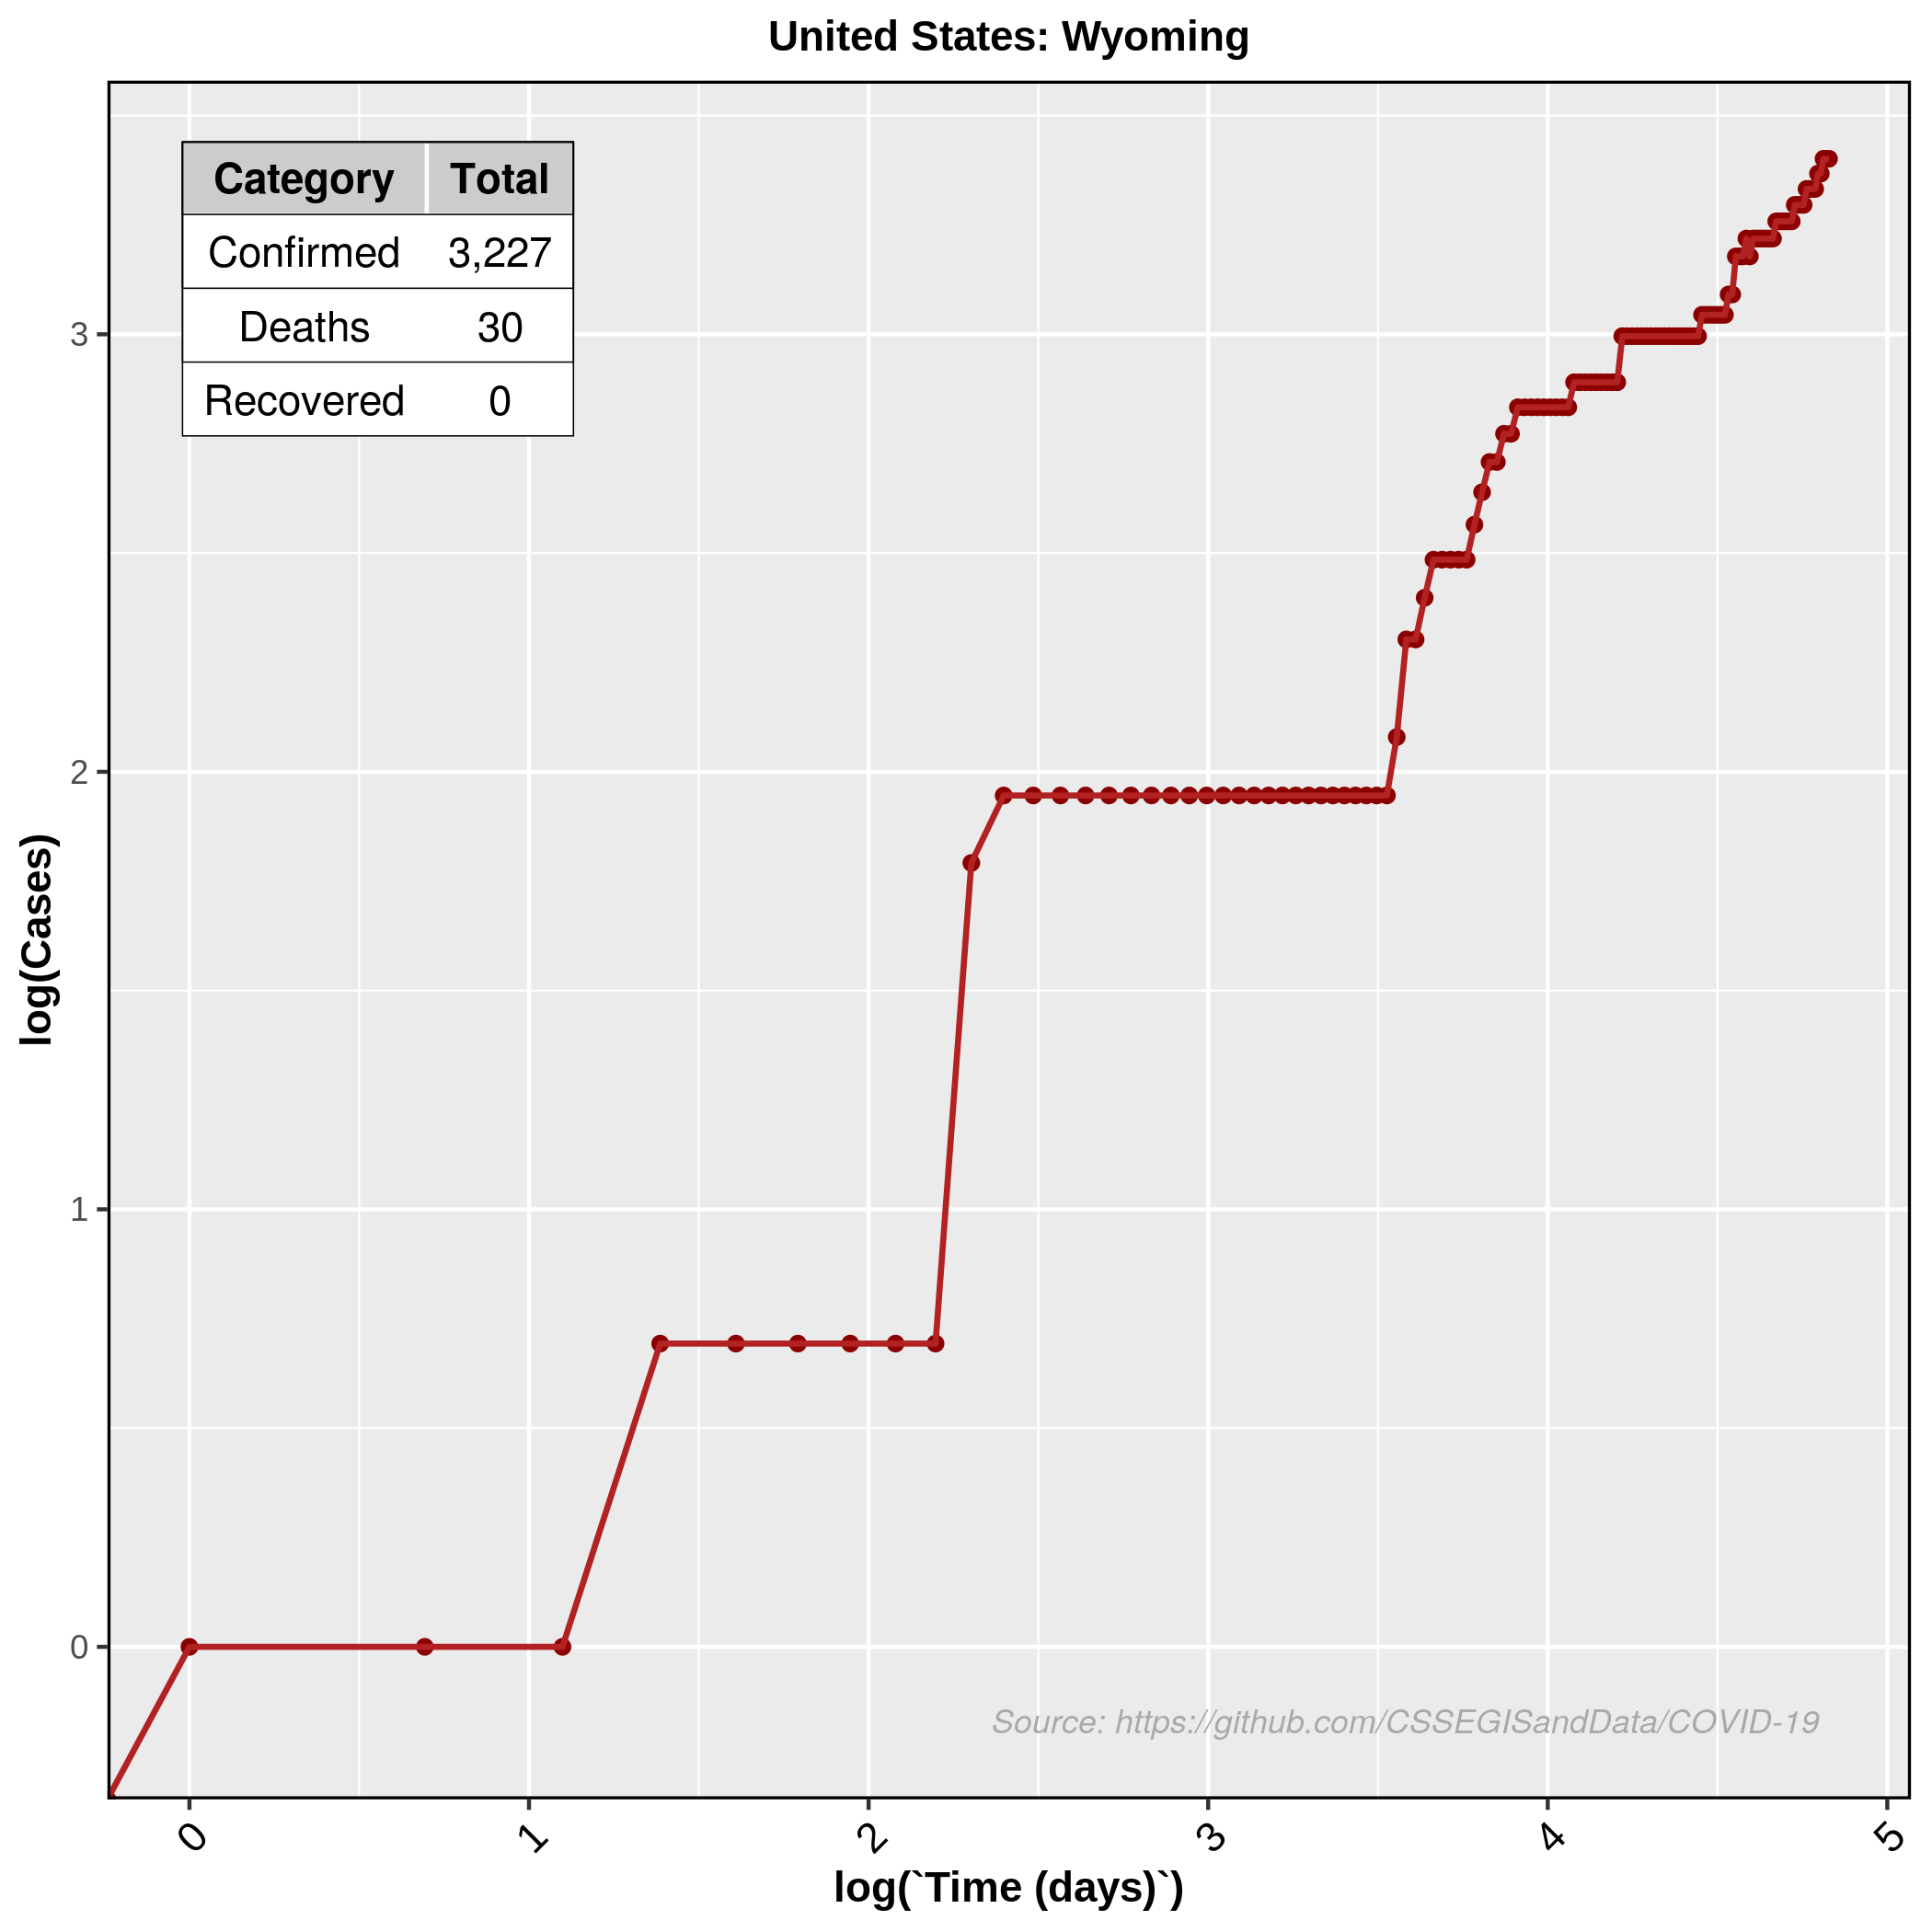 United States: Wyoming
Category Total
Confirmed 3,227
Deaths 30
Recovered 0
3
2
1
0
log(Cases)
Source: https://github.com/CSSEGISandData/COVID-19
0 1 2 3 4 5
log(`Time (days)`)